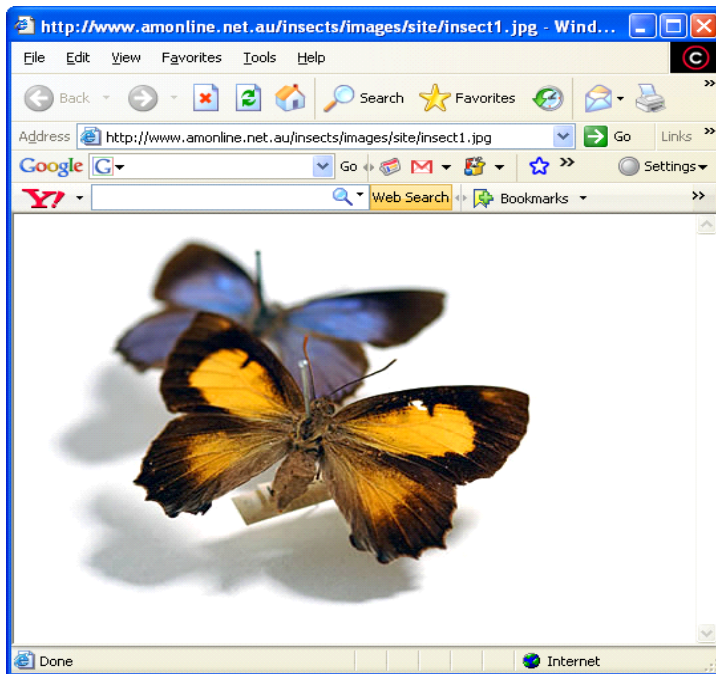 http://www.amonline.net.au/insects/images/site/insect1.jpg - Wind...
File Edit View Favorites Tools Help
Back Search Favorites
Address http://www.amonline.net.au/insects/images/site/insect1.jpg Go Links
Google G Go Settings
Y! Web Search Bookmarks
Done Internet